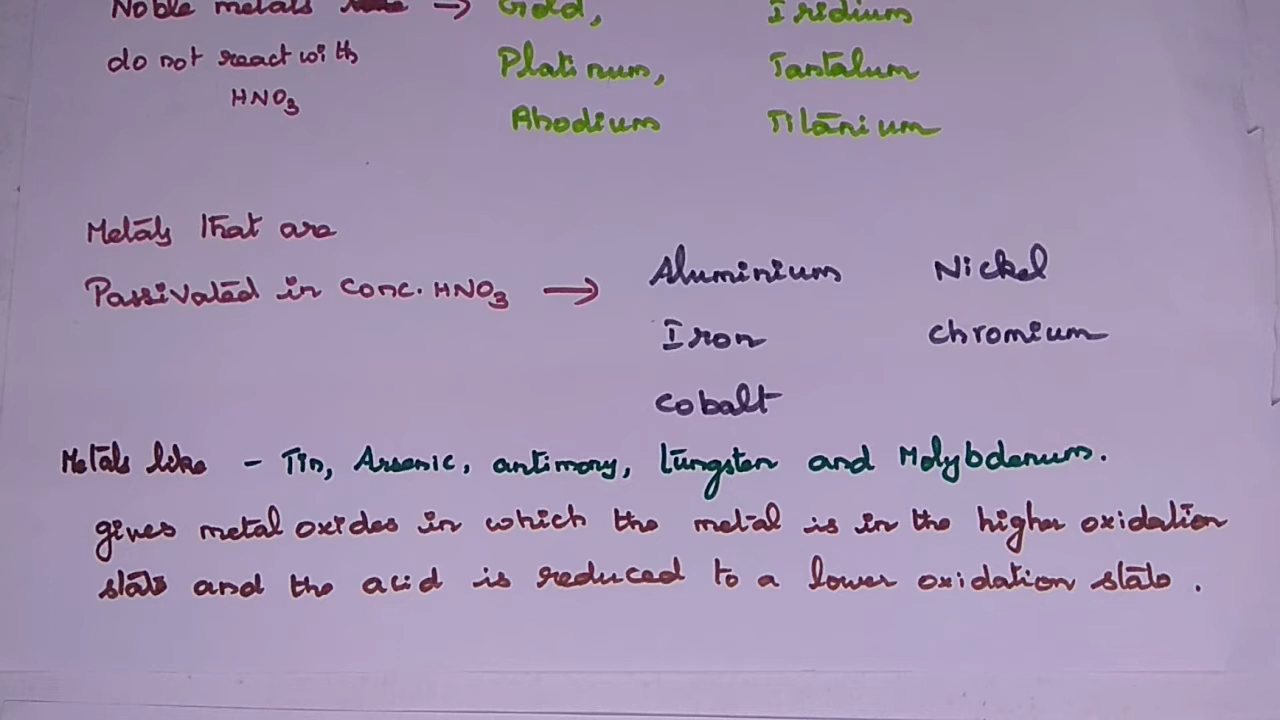 Noble metals → Gold, Iridium
do not react with Platinum, Tantalum
HNO3 Rhodium Titanium
Metals that are
Passivated in conc. HNO3 → Aluminium Nickel
Iron chromium
cobalt
Metals like - Tin, Arsenic, antimony, tungsten and Molybdenum.
gives metal oxides in which the metal is in the higher oxidation
state and the acid is reduced to a lower oxidation state.